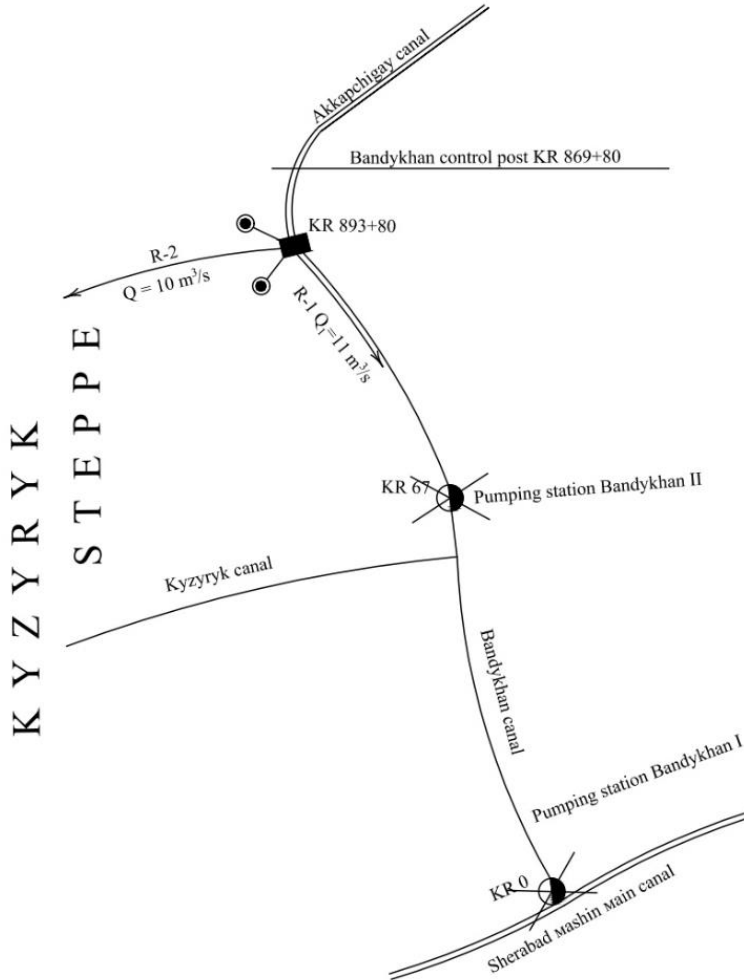 Akkapchigay canal
Bandykhan control post KR 869+80
KR 893+80
R-2
Q = 10 m³/s
R-1 Q₁=11 m³/s
KYZYRYK
STEPPE
KR 67
Pumping station Bandykhan II
Kyzyryk canal
Bandykhan canal
Pumping station Bandykhan I
KR 0
Sherabad мashin мain canal